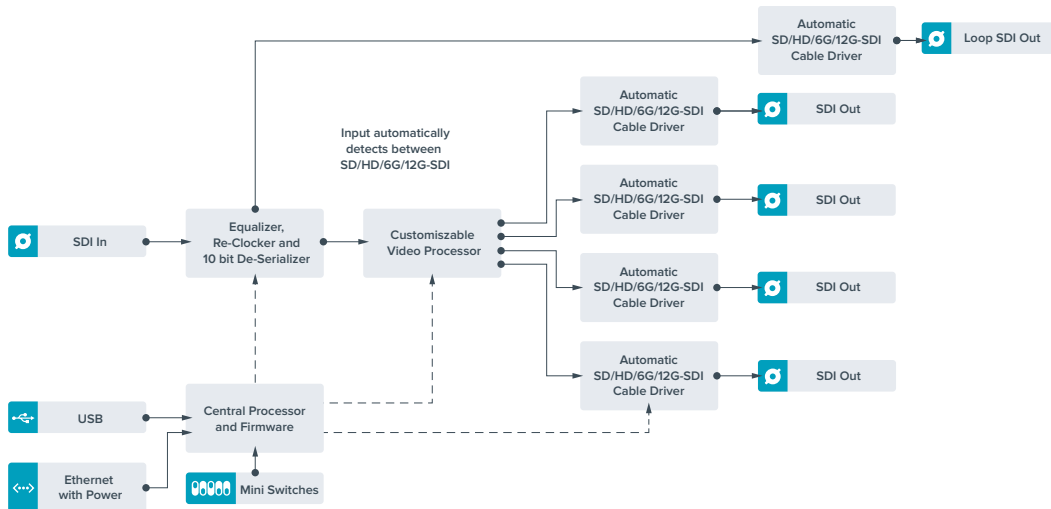 Automatic
SD/HD/6G/12G-SDI
Cable Driver
Loop SDI Out
Automatic
SD/HD/6G/12G-SDI
Cable Driver
SDI Out
Input automatically
detects between
SD/HD/6G/12G-SDI
Automatic
SD/HD/6G/12G-SDI
Cable Driver
SDI Out
SDI In
Equalizer,
Re-Clocker and
10 bit De-Serializer
Customiszable
Video Processor
Automatic
SD/HD/6G/12G-SDI
Cable Driver
SDI Out
Automatic
SD/HD/6G/12G-SDI
Cable Driver
SDI Out
USB
Central Processor
and Firmware
Ethernet
with Power
Mini Switches